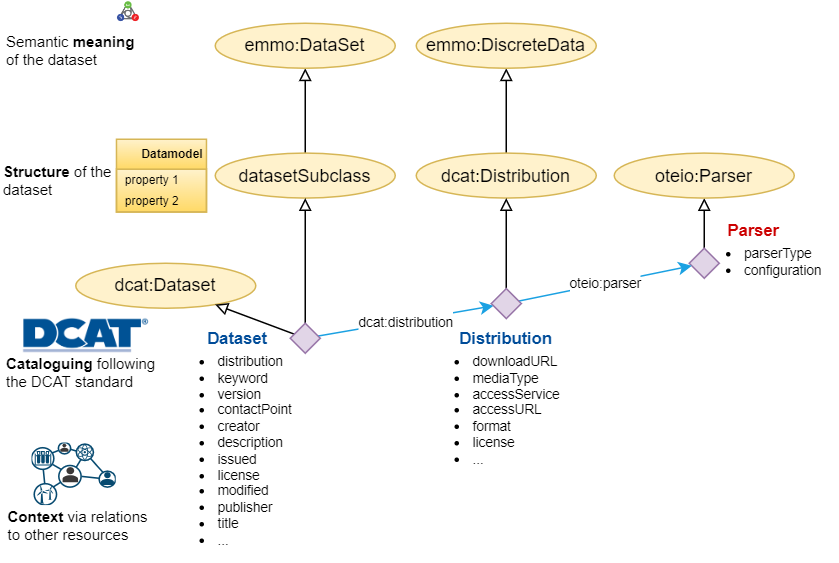 Semantic meaning
of the dataset
emmo:DataSet
emmo:DiscreteData
Structure of the
dataset
Datamodel
property 1
property 2
datasetSubclass
dcat:Distribution
oteio:Parser
Parser
• parserType
• configuration
dcat:Dataset
oteio:parser
dcat:distribution
DCAT®
Cataloguing following
the DCAT standard
Dataset
• distribution
• keyword
• version
• contactPoint
• creator
• description
• issued
• license
• modified
• publisher
• title
• ...
Distribution
• downloadURL
• mediaType
• accessService
• accessURL
• format
• license
• ...
Context via relations
to other resources